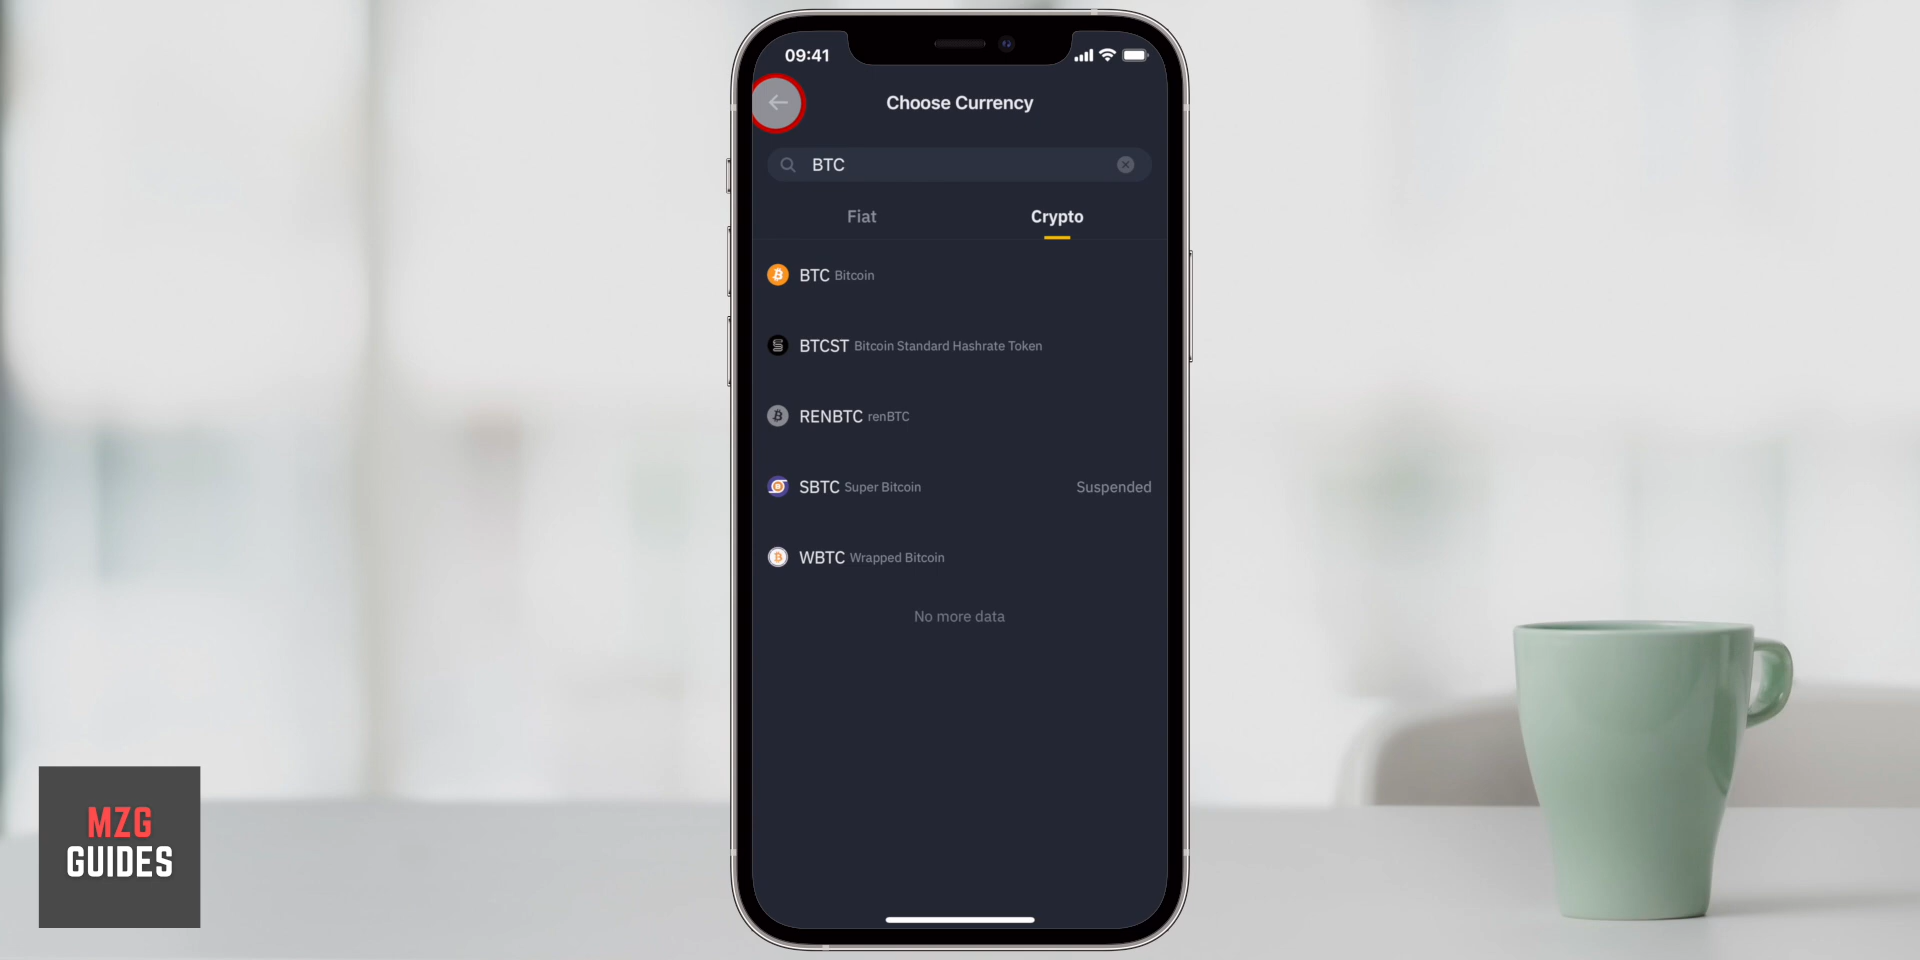 09:41
Choose Currency
BTC
Fiat
Crypto
BTC Bitcoin
BTCST Bitcoin Standard Hashrate Token
RENBTC renBTC
SBTC Super Bitcoin Suspended
WBTC Wrapped Bitcoin
No more data
MZG
GUIDES